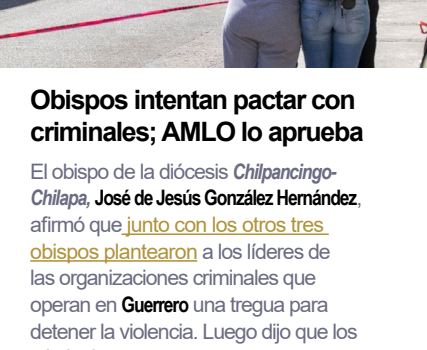 Obispos intentan pactar con
criminales; AMLO lo aprueba
El obispo de la diócesis Chilpancingo-
Chilapa, José de Jesús González Hernández,
afirmó que junto con los otros tres
obispos plantearon a los líderes de
las organizaciones criminales que
operan en Guerrero una tregua para
detener la violencia. Luego dijo que los